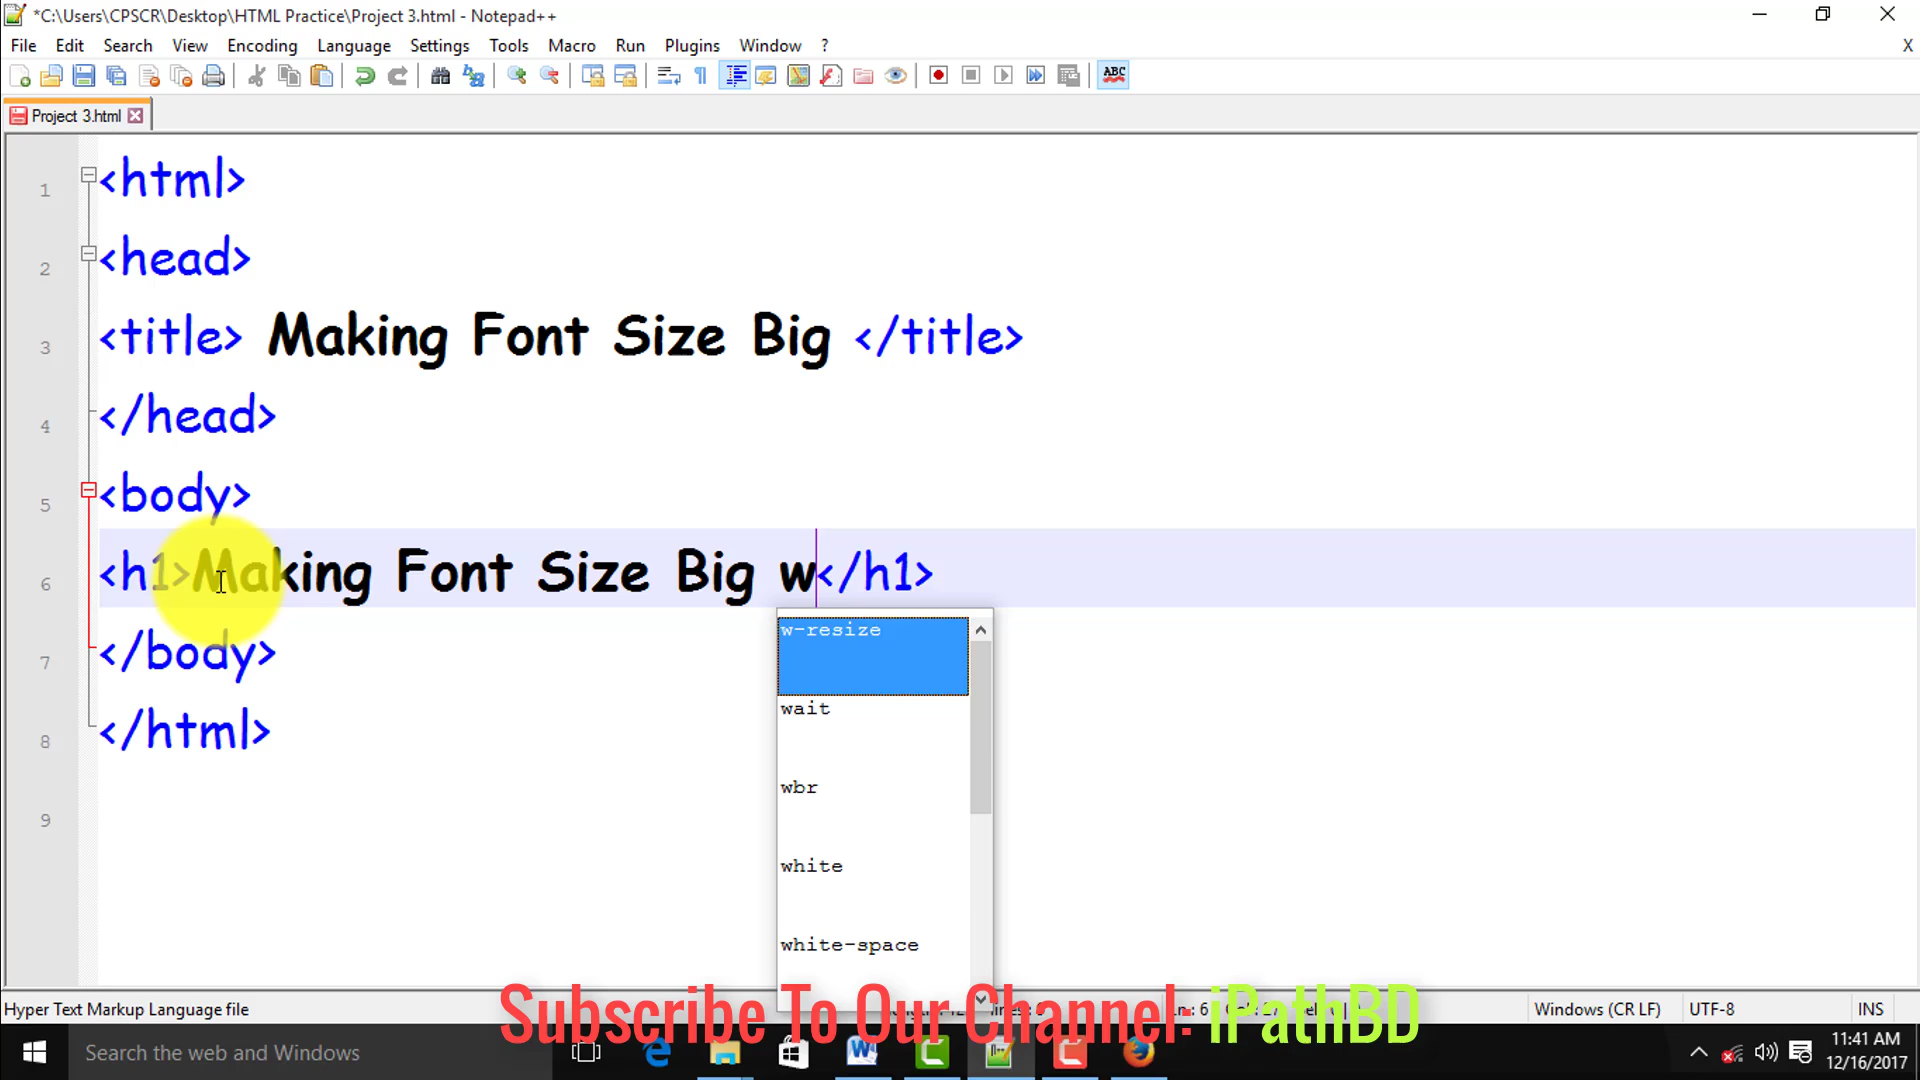 *C:\Users\CPSCR\Desktop\HTML Practice\Project 3.html - Notepad++
File Edit Search View Encoding Language Settings Tools Macro Run Plugins Window ? X
ABC
Project 3.html
1 <html>
2 <head>
3 <title> Making Font Size Big </title>
4 </head>
5 <body>
6 <h1>Making Font Size Big w</h1>
7 </body>
8 </html>
9
w-resize
wait
wbr
white
white-space
Subscribe To Our Channel: iPathBD
Hyper Text Markup Language file Windows (CR LF) UTF-8 INS
Search the web and Windows
11:41 AM
12/16/2017